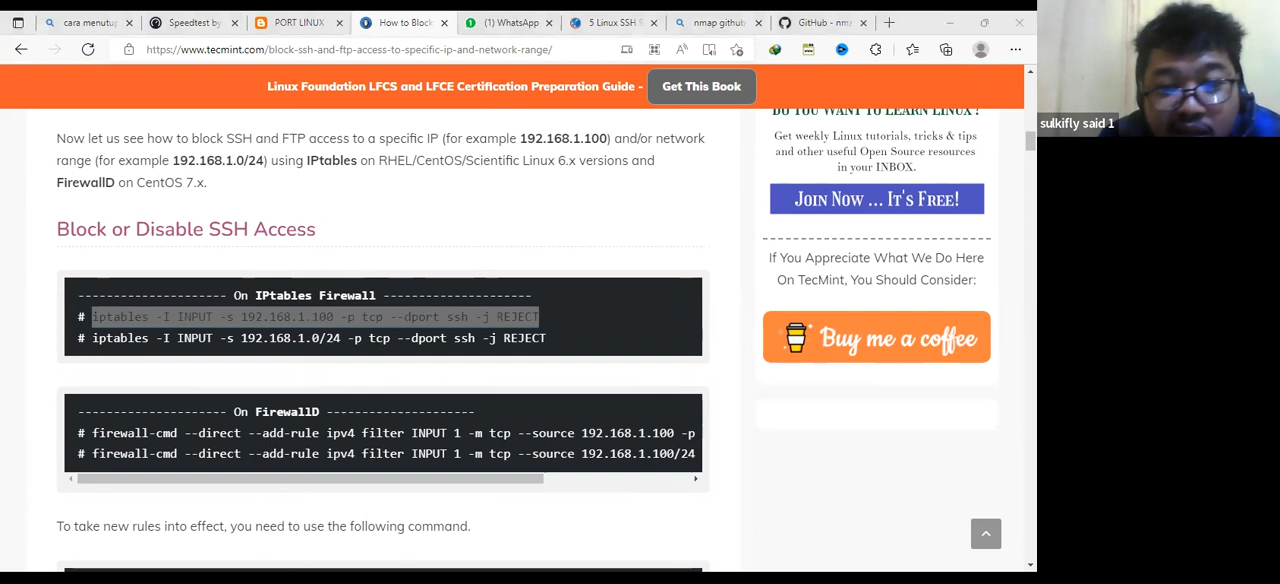 cara menutup
Speedtest by
PORT LINUX
How to Block
(1) WhatsApp
5 Linux SSH S
nmap github
GitHub - nma
https://www.tecmint.com/block-ssh-and-ftp-access-to-specific-ip-and-network-range/
Linux Foundation LFCS and LFCE Certification Preparation Guide - Get This Book
Now let us see how to block SSH and FTP access to a specific IP (for example 192.168.1.100) and/or network
range (for example 192.168.1.0/24) using IPtables on RHEL/CentOS/Scientific Linux 6.x versions and
FirewallD on CentOS 7.x.
Block or Disable SSH Access
--------------------- On IPtables Firewall ---------------------
# iptables -I INPUT -s 192.168.1.100 -p tcp --dport ssh -j REJECT
# iptables -I INPUT -s 192.168.1.0/24 -p tcp --dport ssh -j REJECT
--------------------- On FirewallD ---------------------
# firewall-cmd --direct --add-rule ipv4 filter INPUT 1 -m tcp --source 192.168.1.100 -p
# firewall-cmd --direct --add-rule ipv4 filter INPUT 1 -m tcp --source 192.168.1.100/24
To take new rules into effect, you need to use the following command.
DO YOU WANT TO LEARN LINUX?
Get weekly Linux tutorials, tricks & tips
and other useful Open Source resources
in your INBOX.
JOIN NOW ... IT'S FREE!
If You Appreciate What We Do Here
On TecMint, You Should Consider:
Buy me a coffee
sulkifly said 1